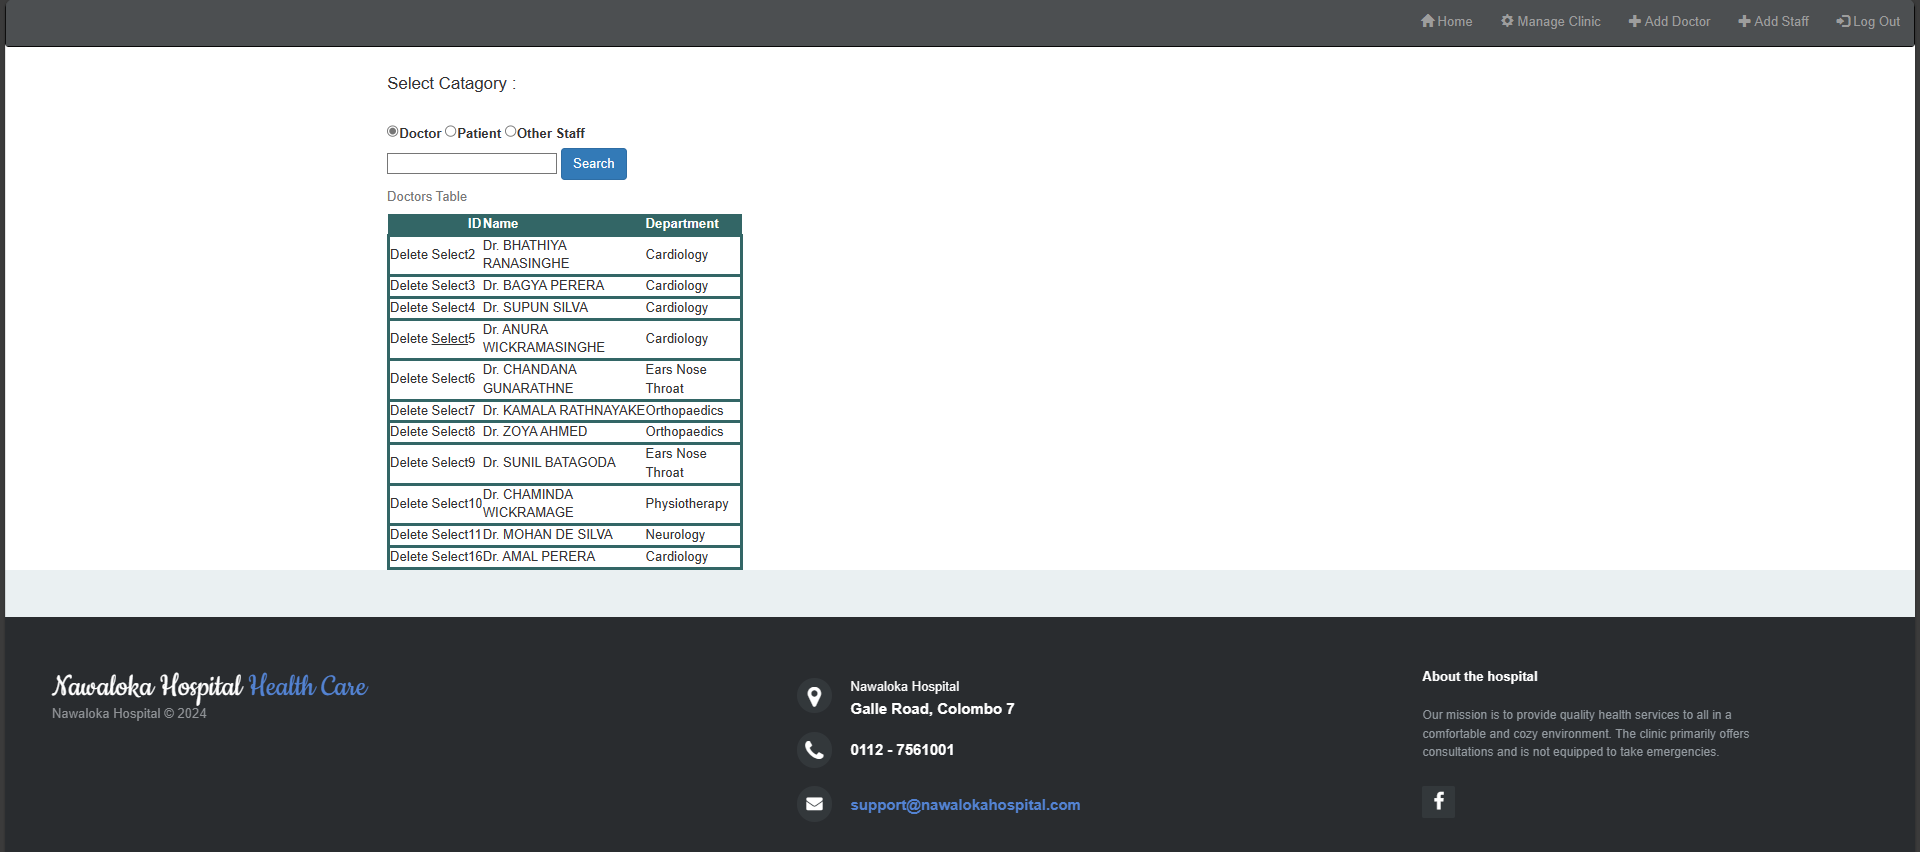 Home Manage Clinic Add Doctor Add Staff Log Out
Select Catagory :
Doctor Patient Other Staff
Search
Doctors Table
ID Name Department
Delete Select 2 Dr. BHATHIYA RANASINGHE Cardiology
Delete Select 3 Dr. BAGYA PERERA Cardiology
Delete Select 4 Dr. SUPUN SILVA Cardiology
Delete Select 5 Dr. ANURA WICKRAMASINGHE Cardiology
Delete Select 6 Dr. CHANDANA GUNARATHNE Ears Nose Throat
Delete Select 7 Dr. KAMALA RATHNAYAKE Orthopaedics
Delete Select 8 Dr. ZOYA AHMED Orthopaedics
Delete Select 9 Dr. SUNIL BATAGODA Ears Nose Throat
Delete Select 10 Dr. CHAMINDA WICKRAMAGE Physiotherapy
Delete Select 11 Dr. MOHAN DE SILVA Neurology
Delete Select 16 Dr. AMAL PERERA Cardiology
Nawaloka Hospital Health Care
Nawaloka Hospital © 2024
Nawaloka Hospital
Galle Road, Colombo 7
0112 - 7561001
support@nawalokahospital.com
About the hospital
Our mission is to provide quality health services to all in a
comfortable and cozy environment. The clinic primarily offers
consultations and is not equipped to take emergencies.